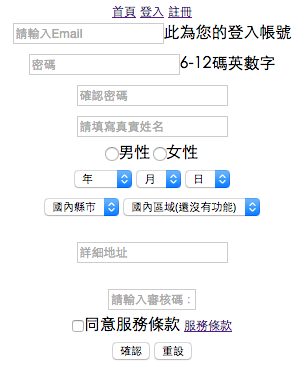 首頁 登入 註冊
請輸入Email 此為您的登入帳號
密碼 6-12碼英數字
確認密碼
請填寫真實姓名
男性 女性
年 月 日
國內縣市 國內區域(還沒有功能)
詳細地址
請輸入審核碼：
同意服務條款 服務條款
確認 重設